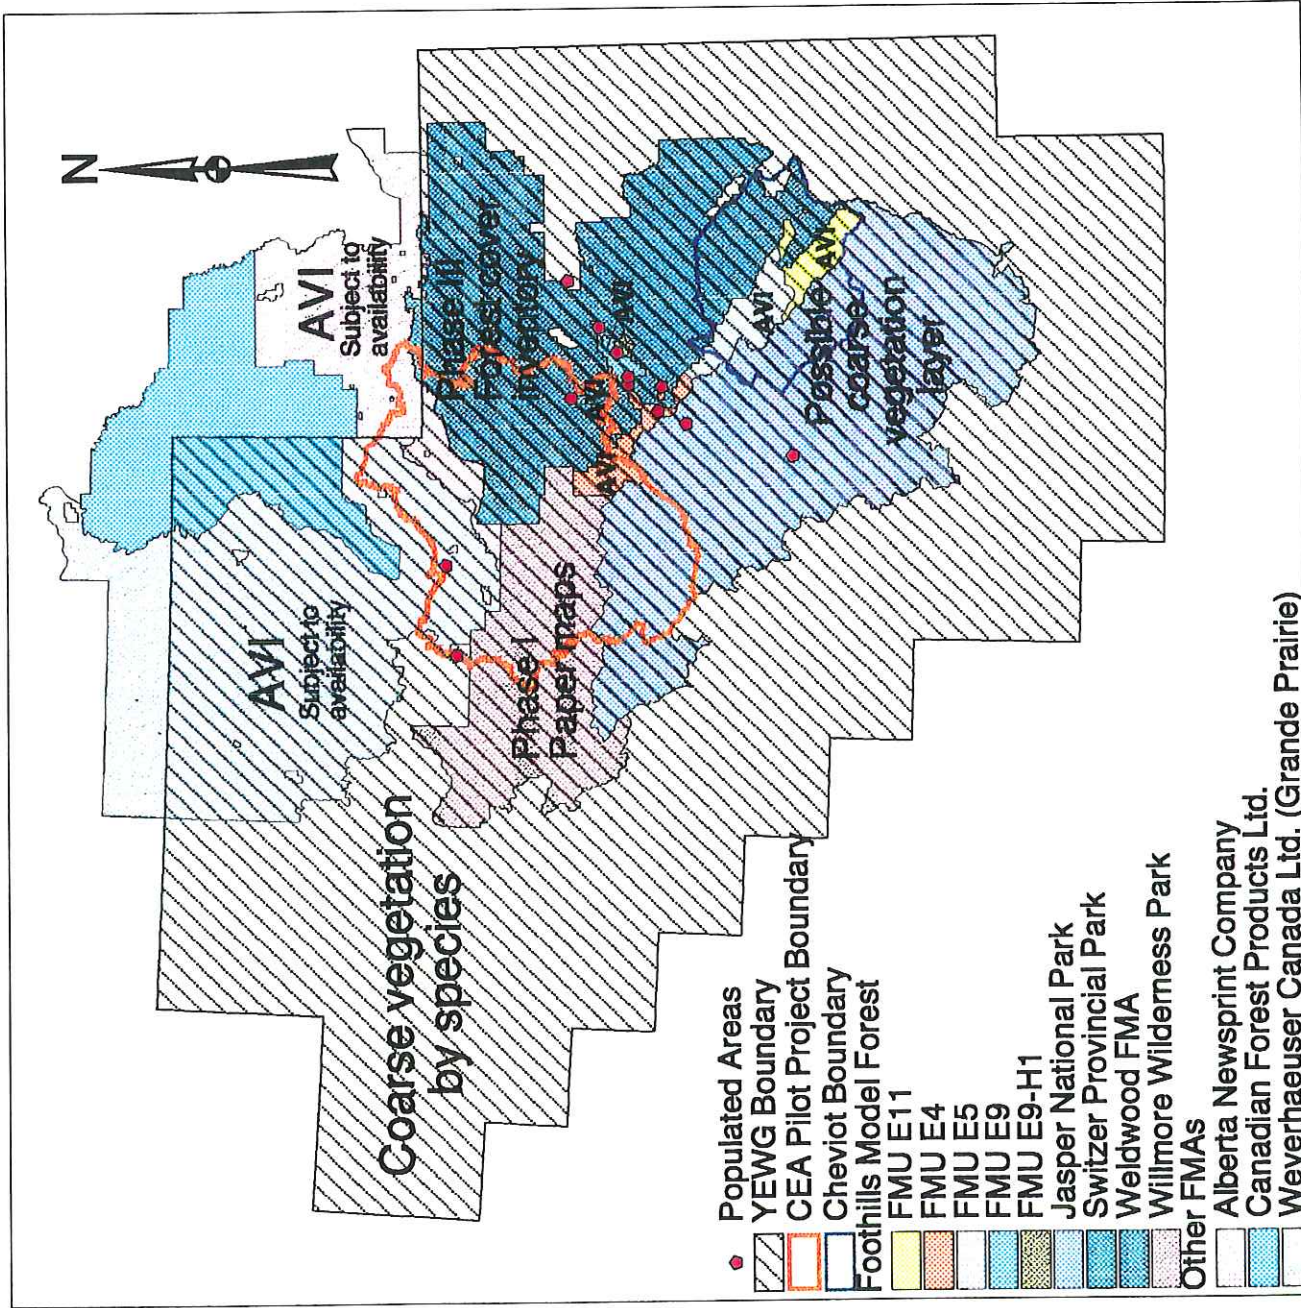 N
AVI
Subject to
availability
Phase III
Forest cover
inventory
AVI
Subject to
availability
AVI
AVI
AVI
AVI
AVI
Possible
coarse
vegetation
layer
Phase I
Paper maps
Coarse vegetation
by species
Populated Areas
YEWG Boundary
CEA Pilot Project Boundary
Cheviot Boundary
Foothills Model Forest
FMU E11
FMU E4
FMU E5
FMU E9
FMU E9-H1
Jasper National Park
Switzer Provincial Park
Weldwood FMA
Willmore Wilderness Park
Other FMAs
Alberta Newsprint Company
Canadian Forest Products Ltd.
Weyerhaeuser Canada Ltd. (Grande Prairie)